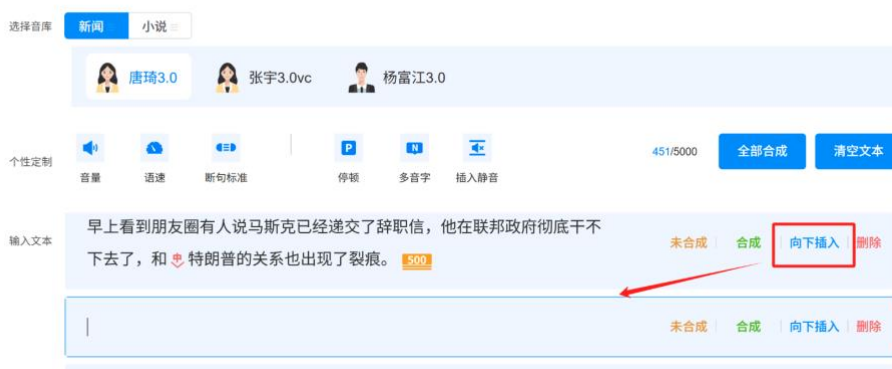 选择音库 新闻 小说
唐琦3.0 张宇3.0vc 杨富江3.0
个性定制 音量 语速 断句标准 P 停顿 N 多音字 插入静音 451/5000 全部合成 清空文本
输入文本 早上看到朋友圈有人说马斯克已经递交了辞职信，他在联邦政府彻底干不
下去了，和 特朗普的关系也出现了裂痕。 500 未合成 合成 向下插入 删除
未合成 合成 向下插入 删除